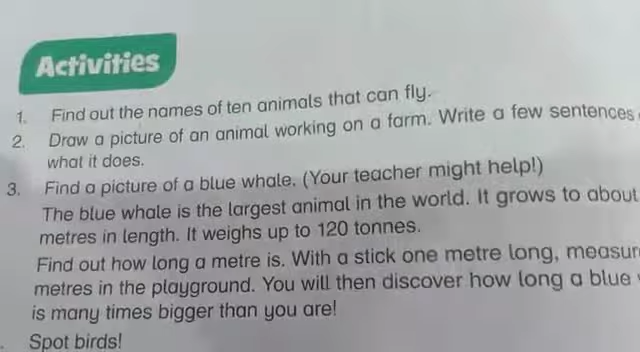 Activities
1. Find out the names of ten animals that can fly.
2. Draw a picture of an animal working on a farm. Write a few sentences
what it does.
3. Find a picture of a blue whale. (Your teacher might help!)
The blue whale is the largest animal in the world. It grows to about
metres in length. It weighs up to 120 tonnes.
Find out how long a metre is. With a stick one metre long, measur
metres in the playground. You will then discover how long a blue
is many times bigger than you are!
Spot birds!